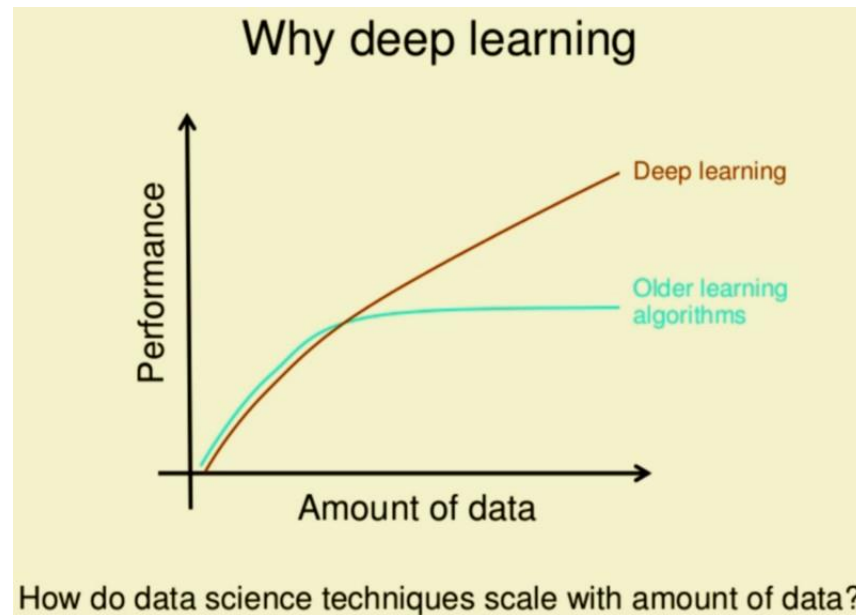 Why deep learning
Performance
Deep learning
Older learning
algorithms
Amount of data
How do data science techniques scale with amount of data?